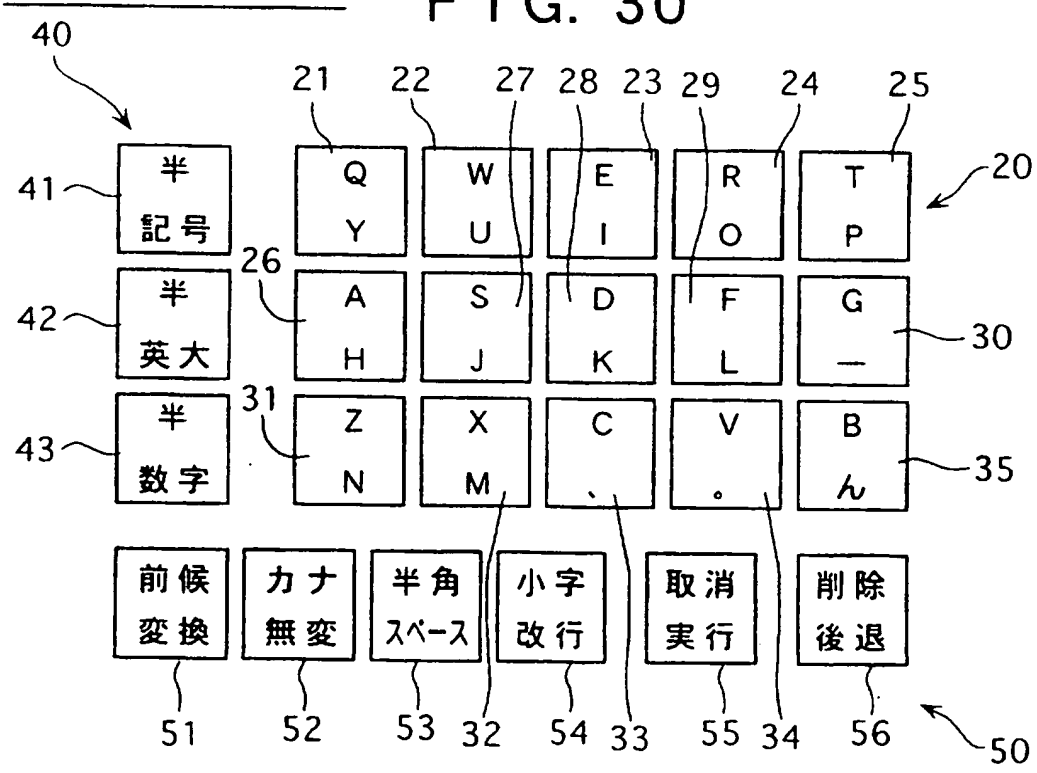 FIG. 30
40 21 22 27 28 23 29 24 25
20
41 半 Q W E R T
記号 Y U I O P
26
42 半 A S D F G
英大 H J K L — 30
31
43 半 Z X C V B
数字 N M 、 。 ん 35
前候 カナ 半角 小字 取消 削除
変換 無変 スペース 改行 実行 後退
51 52 53 32 54 33 55 34 56
50